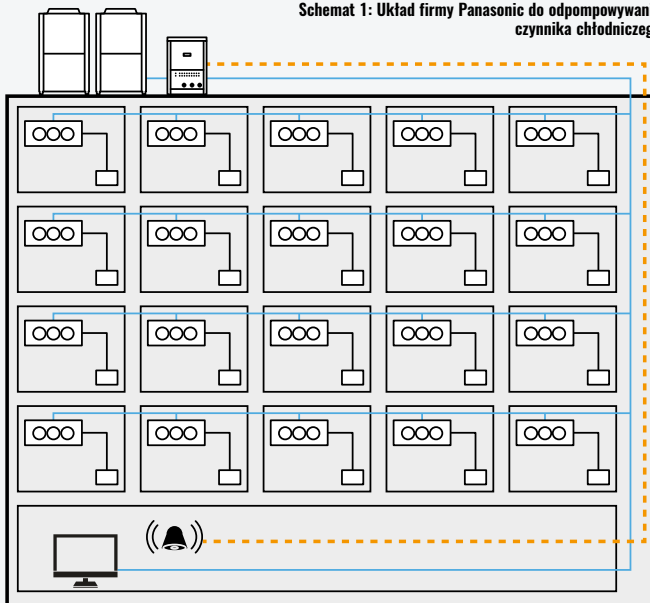 Schemat 1: Układ firmy Panasonic do odpompowywan
czynnika chłodniczeg